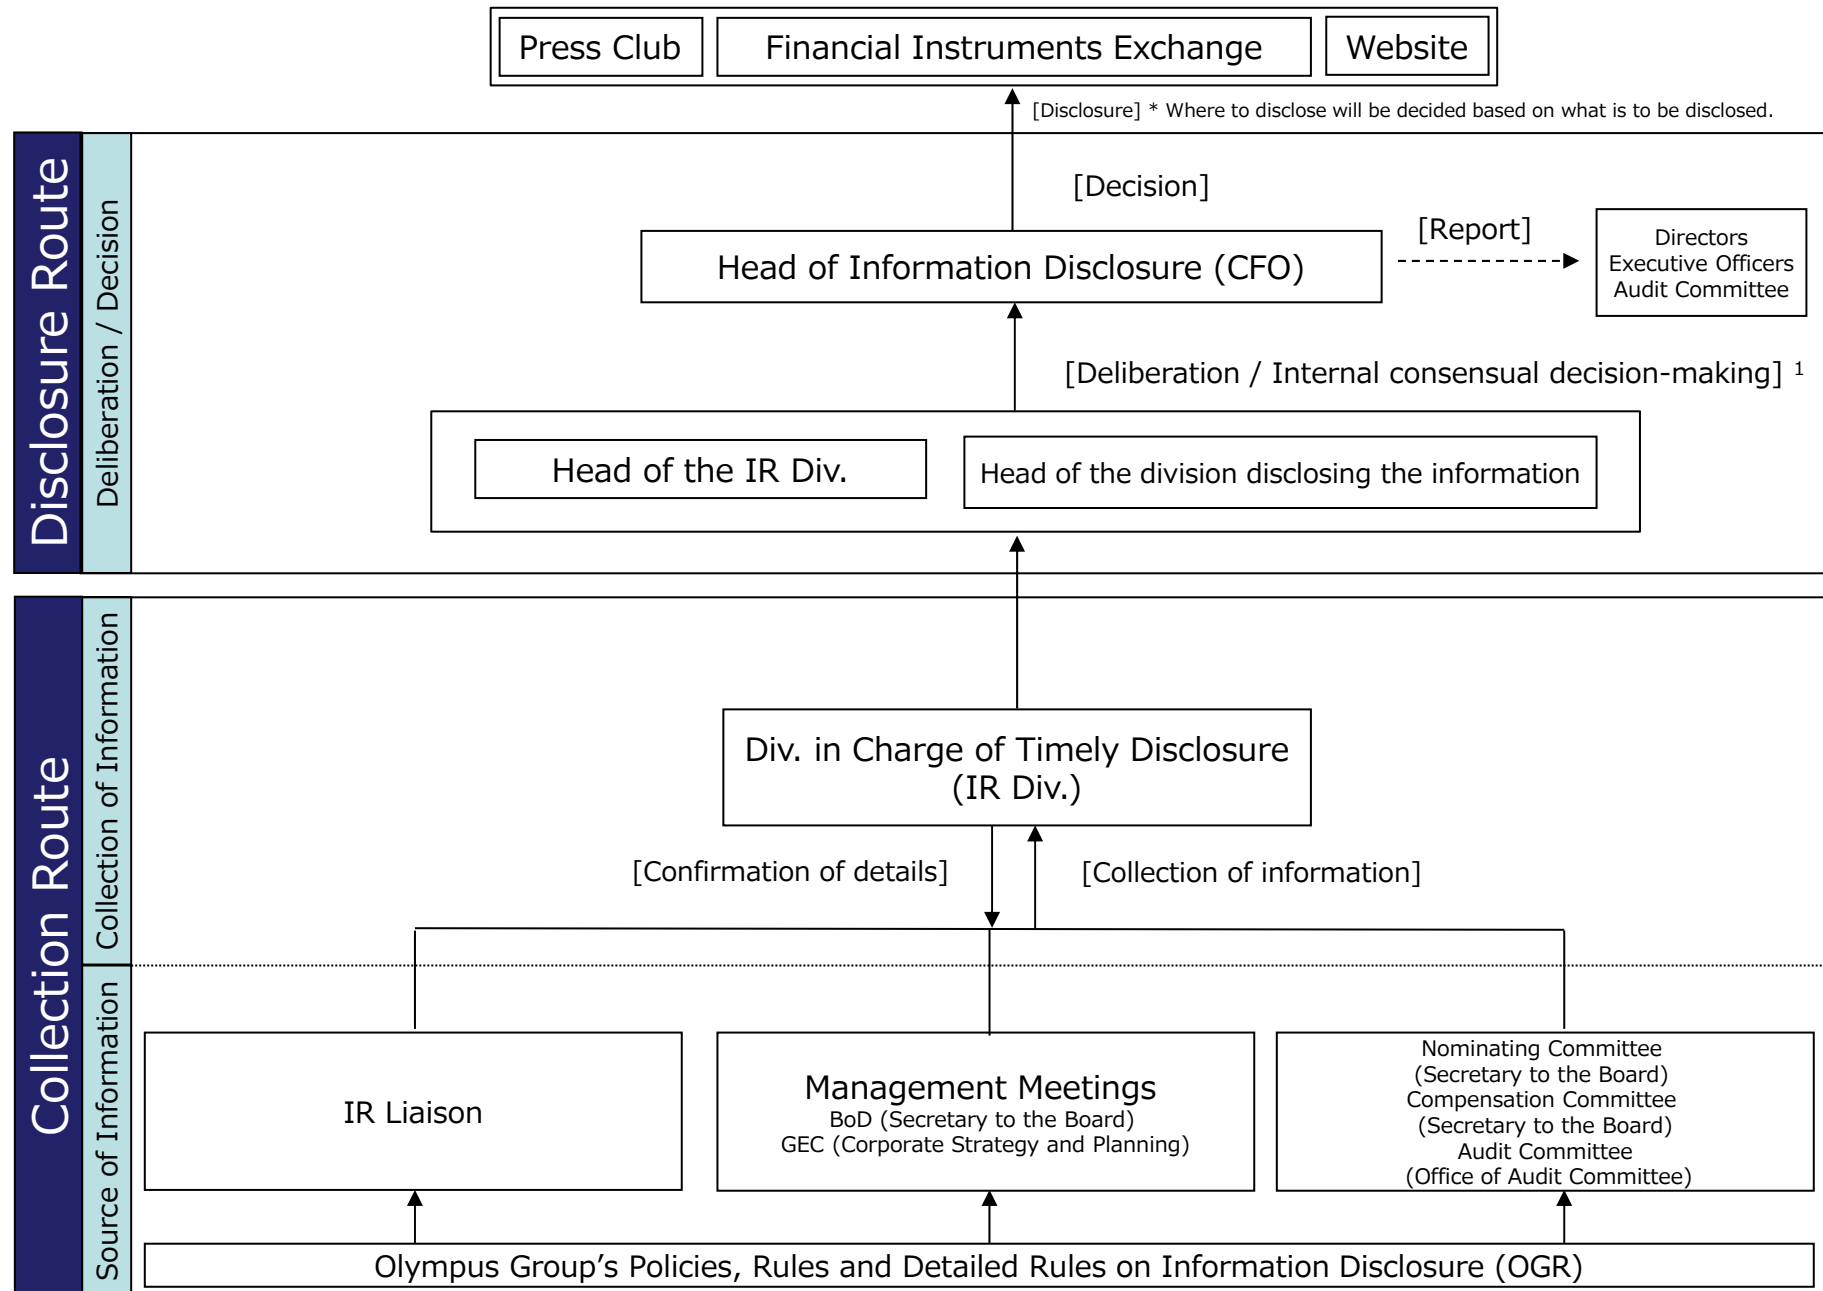 Press Club
Financial Instruments Exchange
Website
[Disclosure] * Where to disclose will be decided based on what is to be disclosed.
Disclosure Route
Deliberation / Decision
[Decision]
Head of Information Disclosure (CFO)
[Report]
Directors
Executive Officers
Audit Committee
[Deliberation / Internal consensual decision-making] 1
Head of the IR Div.
Head of the division disclosing the information
Collection Route
Collection of Information
Div. in Charge of Timely Disclosure
(IR Div.)
[Confirmation of details]
[Collection of information]
Source of Information
IR Liaison
Management Meetings
BoD (Secretary to the Board)
GEC (Corporate Strategy and Planning)
Nominating Committee
(Secretary to the Board)
Compensation Committee
(Secretary to the Board)
Audit Committee
(Office of Audit Committee)
Olympus Group’s Policies, Rules and Detailed Rules on Information Disclosure (OGR)